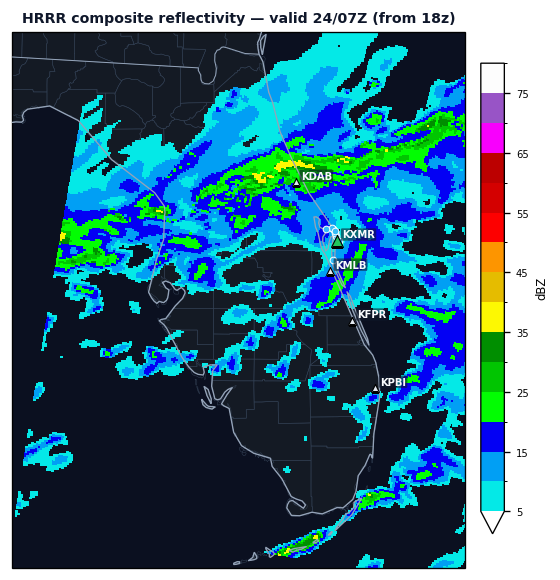 HRRR composite reflectivity — valid 24/07Z (from 18z)
75
65
55
45
35
25
15
5
dBZ
KDAB
KXMR
KMLB
KFPR
KPBI